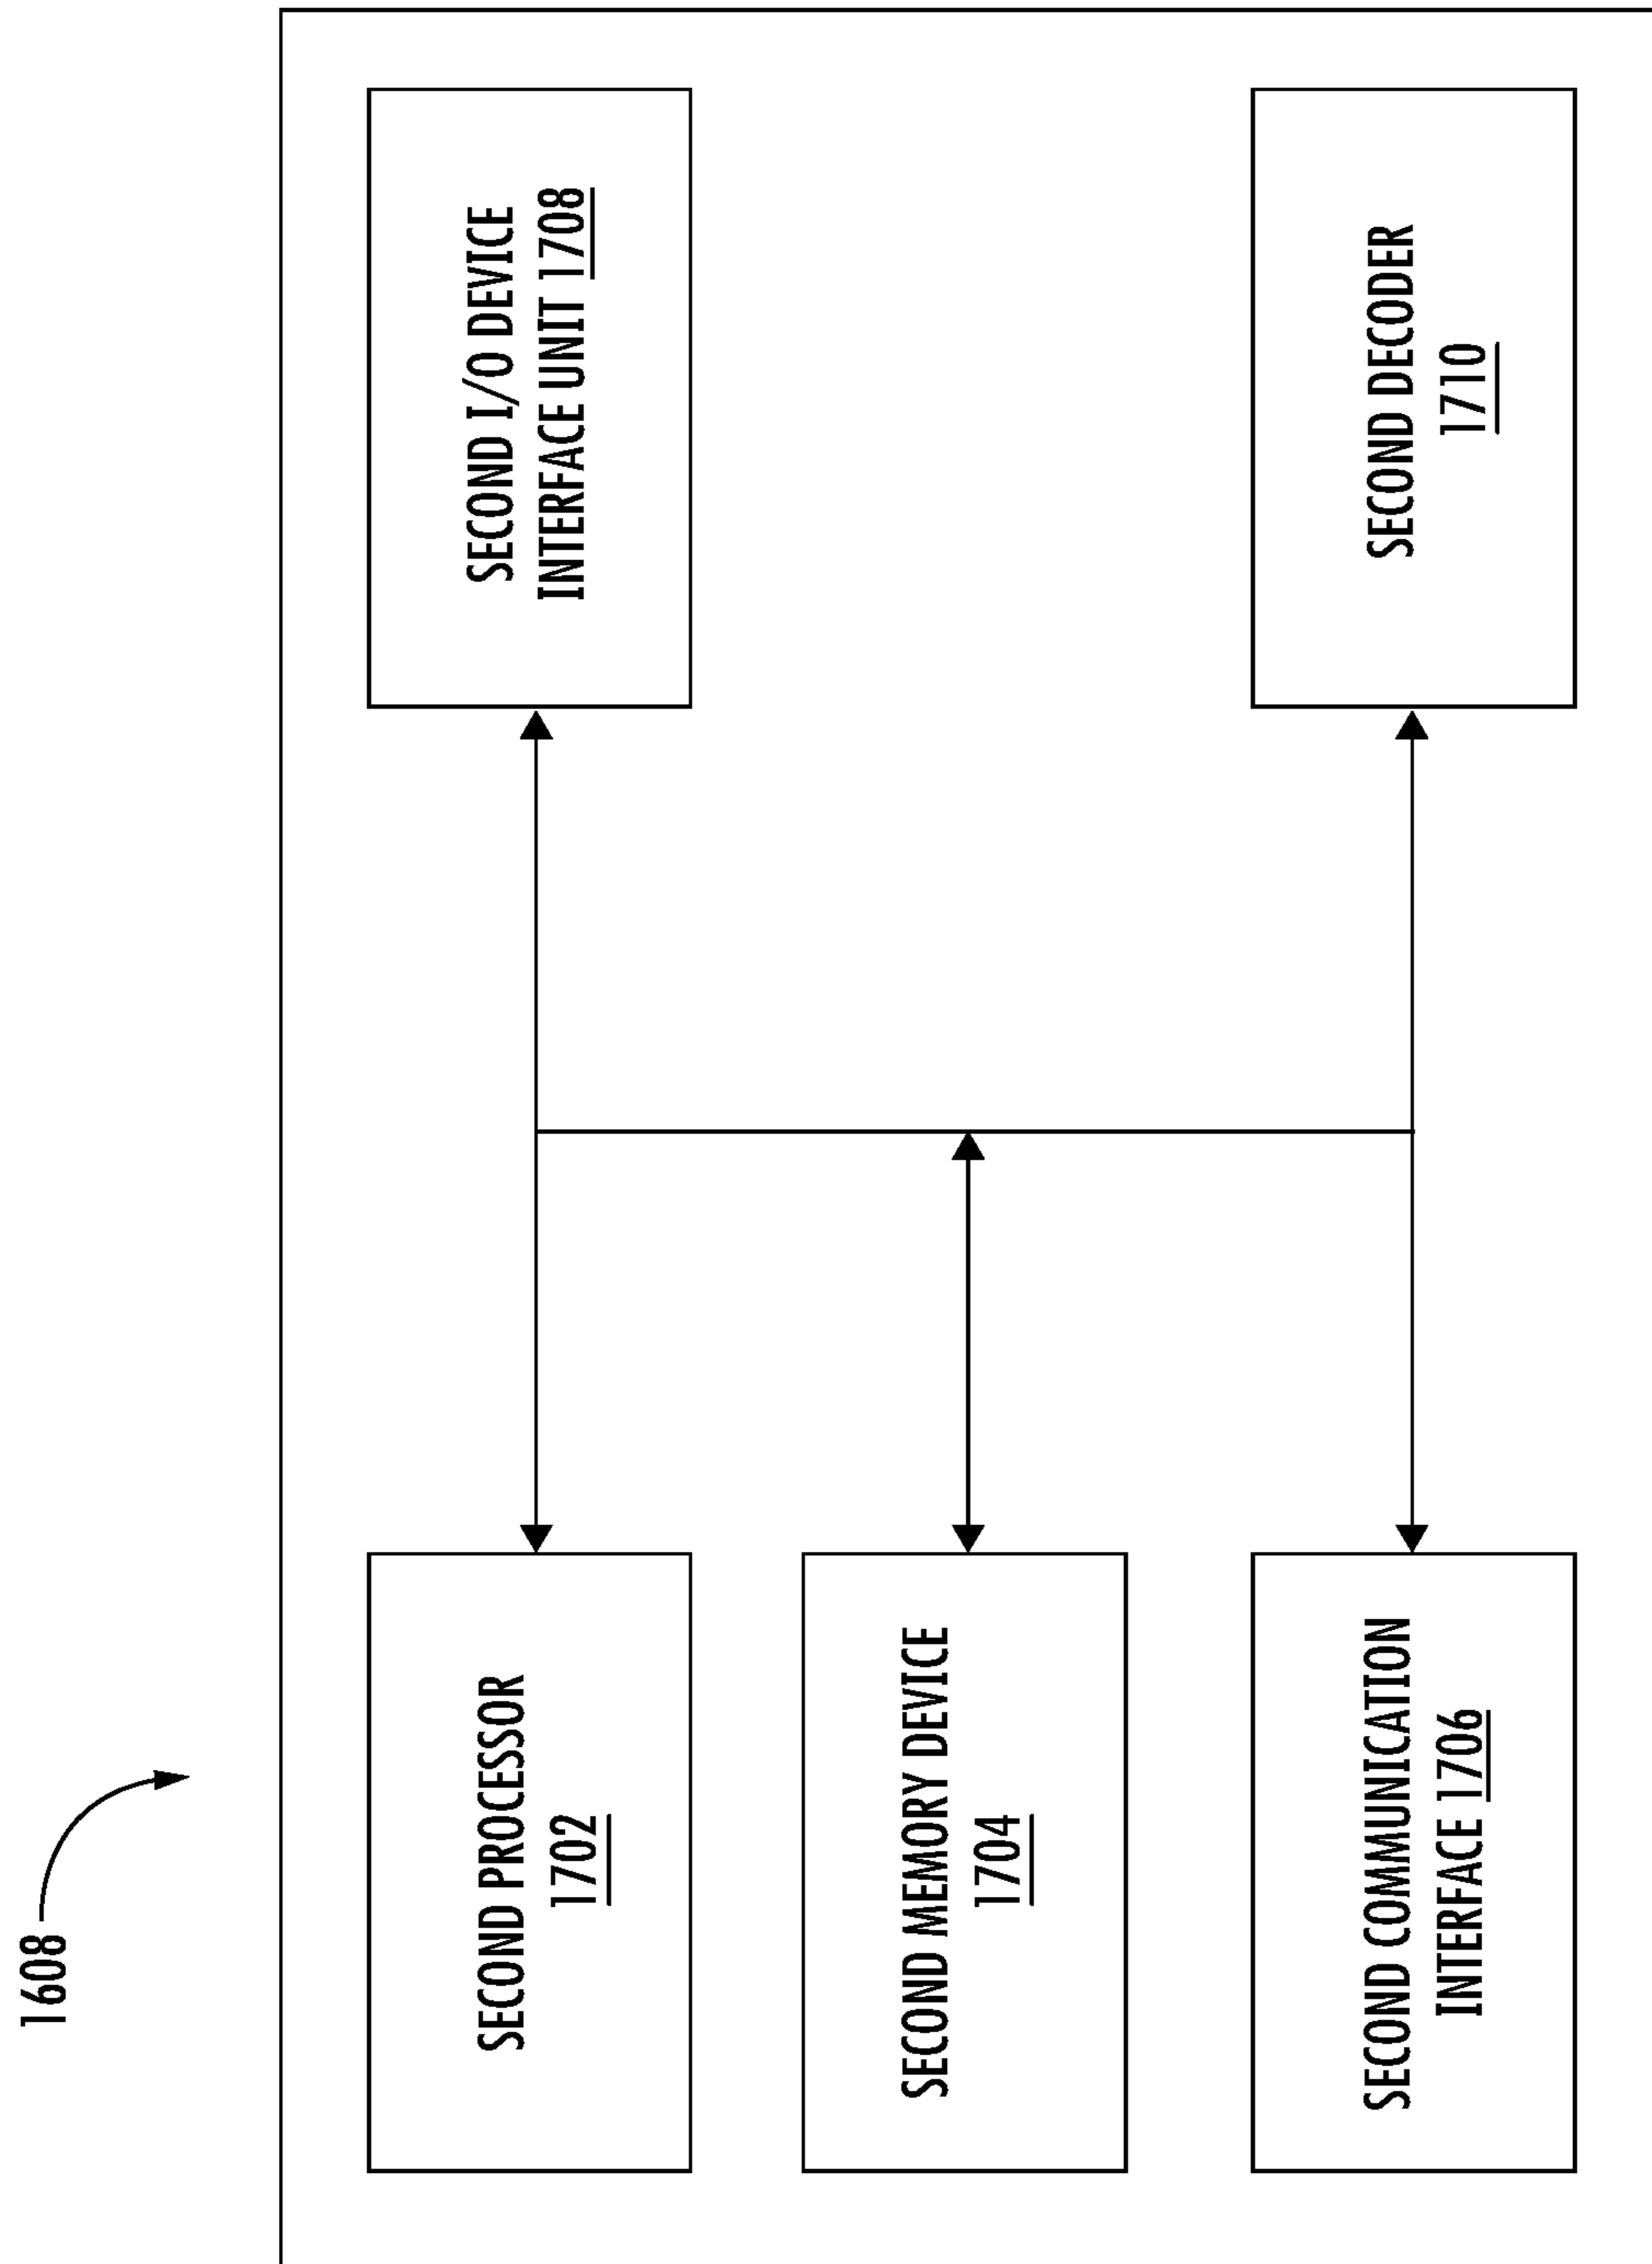 1608
SECOND PROCESSOR
1702
SECOND I/O DEVICE
INTERFACE UNIT 1708
SECOND MEMORY DEVICE
1704
SECOND COMMUNICATION
INTERFACE 1706
SECOND DECODER
1710